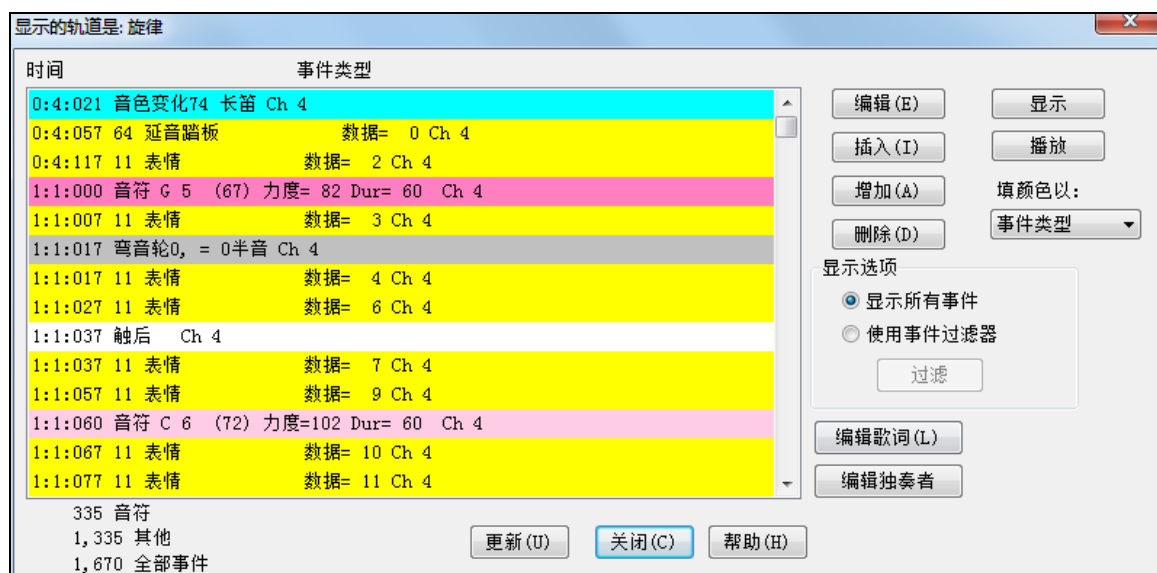 显示的轨道是: 旋律
X
时间 事件类型
0:4:021 音色变化74 长笛 Ch 4
0:4:057 64 延音踏板 数据= 0 Ch 4
0:4:117 11 表情 数据= 2 Ch 4
1:1:000 音符 G 5 (67) 力度= 82 Dur= 60 Ch 4
1:1:007 11 表情 数据= 3 Ch 4
1:1:017 弯音轮0, = 0半音 Ch 4
1:1:017 11 表情 数据= 4 Ch 4
1:1:027 11 表情 数据= 6 Ch 4
1:1:037 触后 Ch 4
1:1:037 11 表情 数据= 7 Ch 4
1:1:057 11 表情 数据= 9 Ch 4
1:1:060 音符 C 6 (72) 力度=102 Dur= 60 Ch 4
1:1:067 11 表情 数据= 10 Ch 4
1:1:077 11 表情 数据= 11 Ch 4
335 音符
1,335 其他
1,670 全部事件
编辑(E) 显示
插入(I) 播放
增加(A) 填颜色以:
删除(D) 事件类型
显示选项
显示所有事件
使用事件过滤器
过滤
编辑歌词(L)
编辑独奏者
更新(U) 关闭(C) 帮助(H)